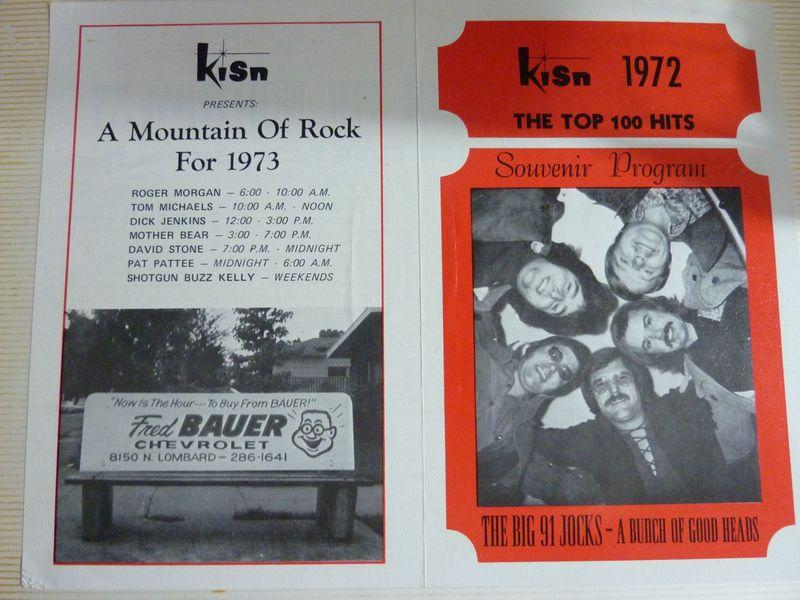 kisn
PRESENTS:
A Mountain Of Rock
For 1973
ROGER MORGAN – 6:00 - 10:00 A.M.
TOM MICHAELS – 10:00 A.M. - NOON
DICK JENKINS – 12:00 - 3:00 P.M.
MOTHER BEAR – 3:00 - 7:00 P.M.
DAVID STONE – 7:00 P.M. - MIDNIGHT
PAT PATTEE – MIDNIGHT - 6:00 A.M.
SHOTGUN BUZZ KELLY – WEEKENDS
"Now Is The Hour---To Buy From BAUER!"
Fred BAUER
CHEVROLET
8150 N. LOMBARD – 286-1641
kisn 1972
THE TOP 100 HITS
Souvenir Program
THE BIG 91 JOCKS – A BUNCH OF GOOD HEADS